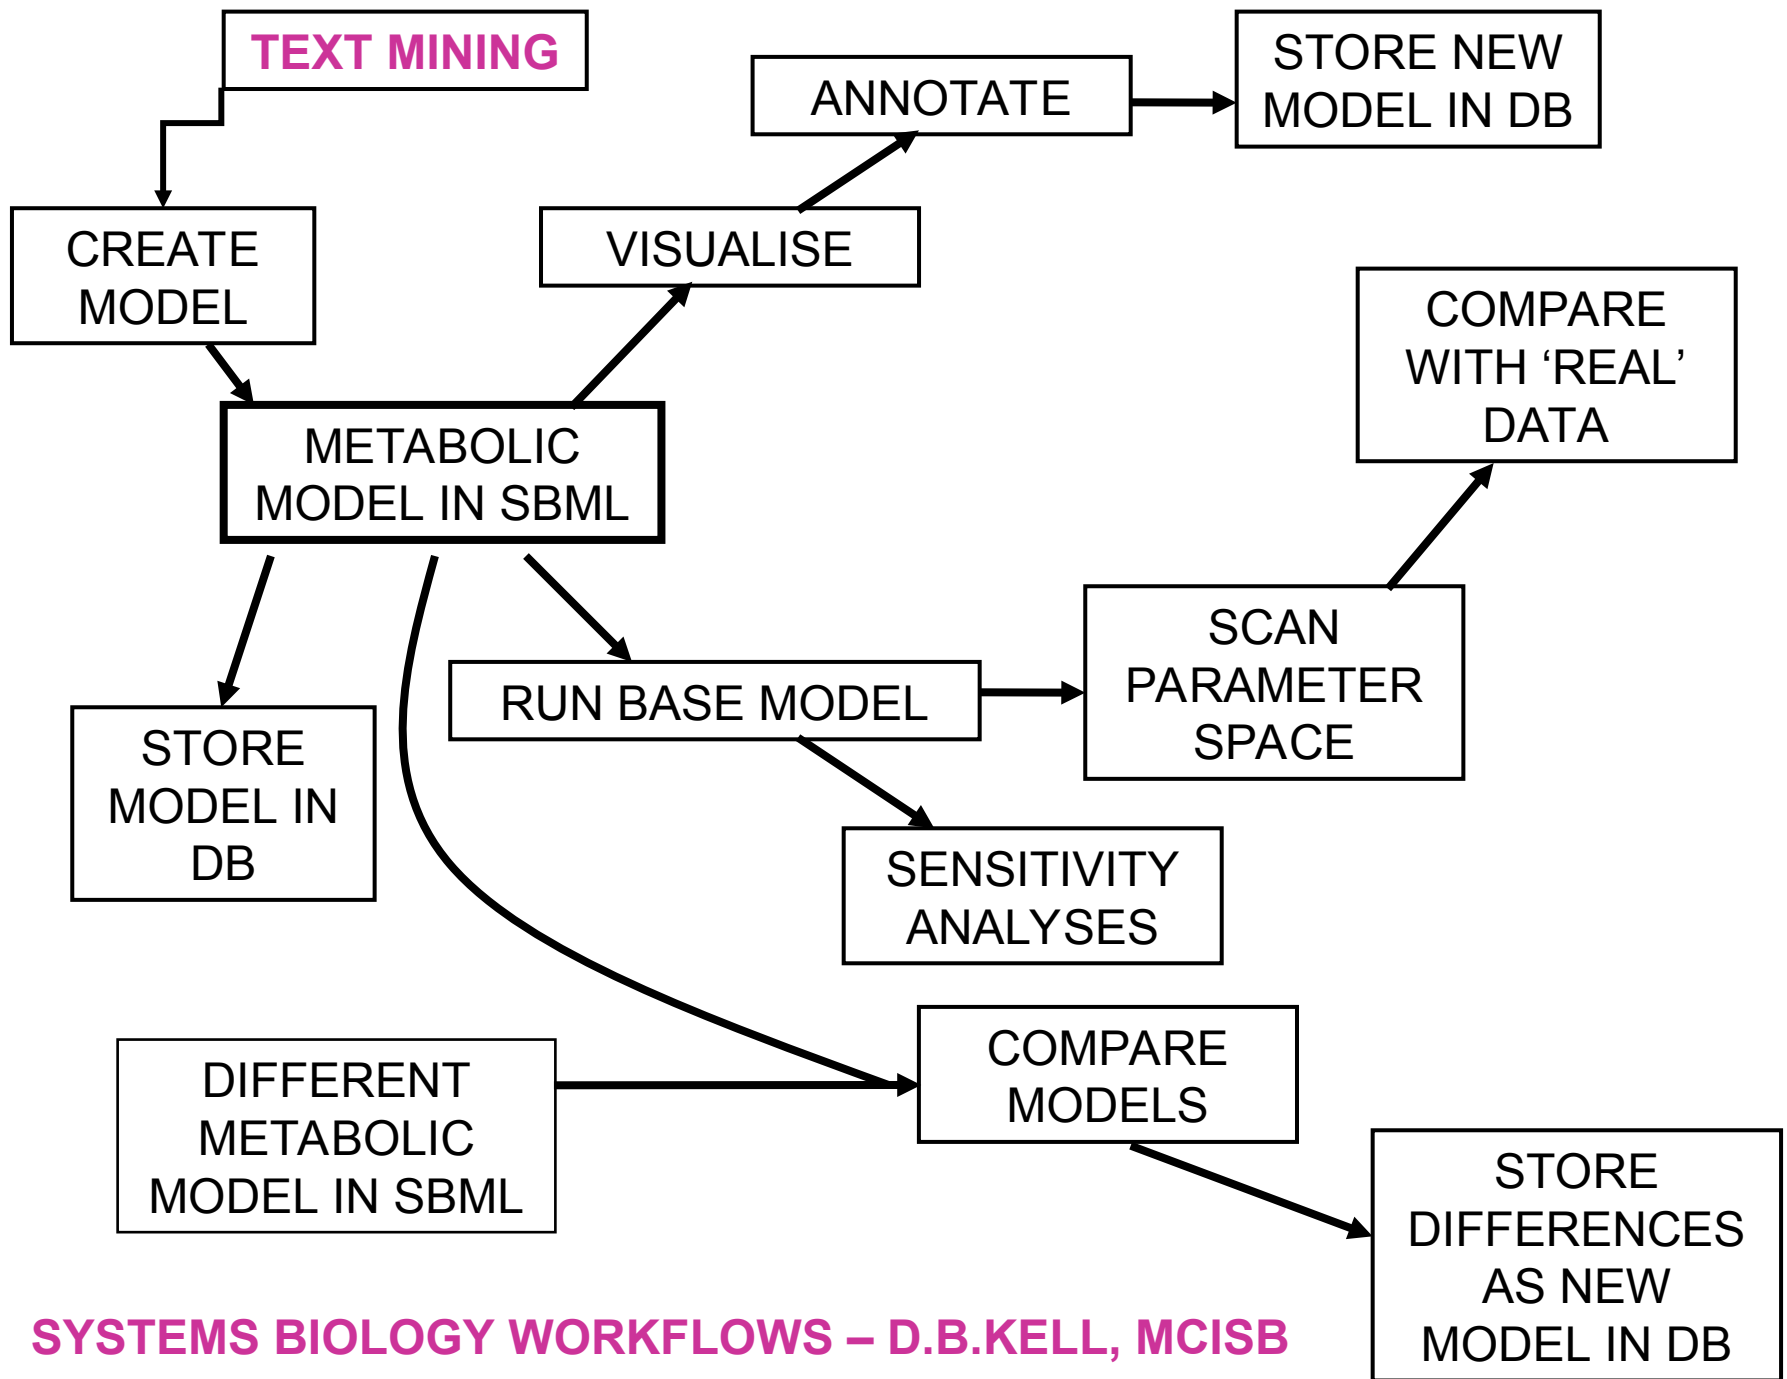 TEXT MINING
ANNOTATE
STORE NEW
MODEL IN DB
CREATE
MODEL
VISUALISE
COMPARE
WITH ‘REAL’
DATA
METABOLIC
MODEL IN SBML
SCAN
PARAMETER
SPACE
RUN BASE MODEL
STORE
MODEL IN
DB
SENSITIVITY
ANALYSES
COMPARE
MODELS
DIFFERENT
METABOLIC
MODEL IN SBML
STORE
DIFFERENCES
AS NEW
MODEL IN DB
SYSTEMS BIOLOGY WORKFLOWS – D.B.KELL, MCISB